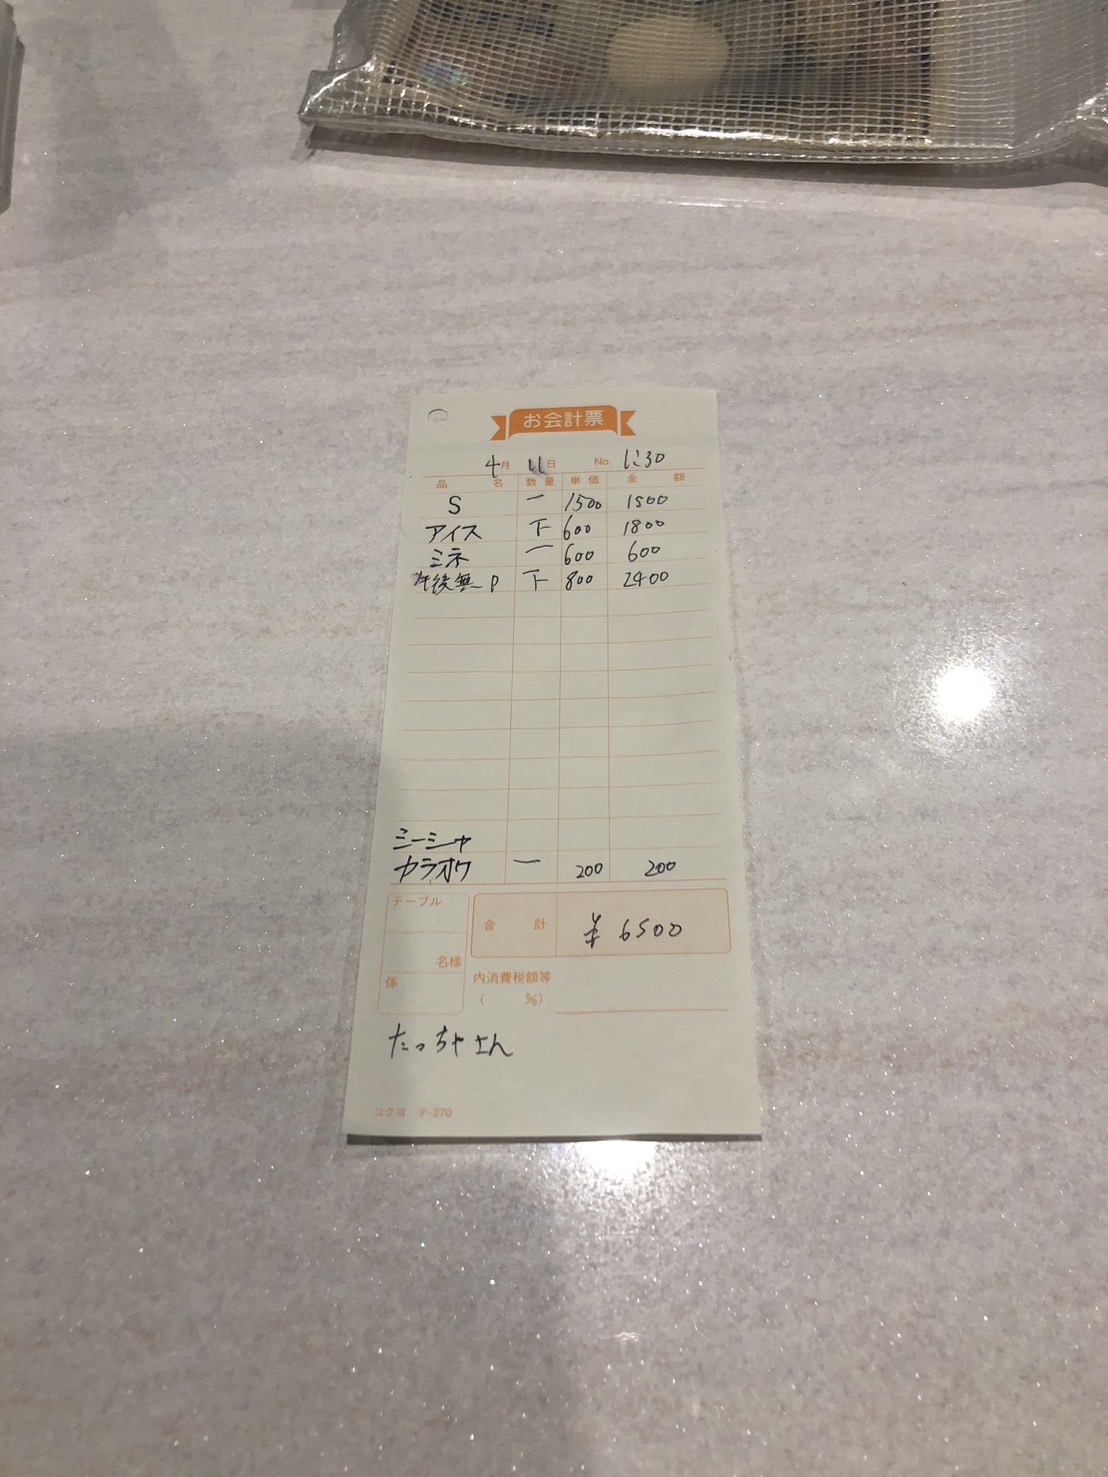 お会計票
4月 11日 No. 1:30
品名 数量 単価 金額
S 一 1500 1500
アイス 下 600 1800
ミネ 一 600 600
午後無 P 下 800 2400
ミーシャ
カラオケ 一 200 200
テーブル
合計 ¥6500
名様
係
内消費税額等
( %)
たっちゃさん
コクヨ テ-270